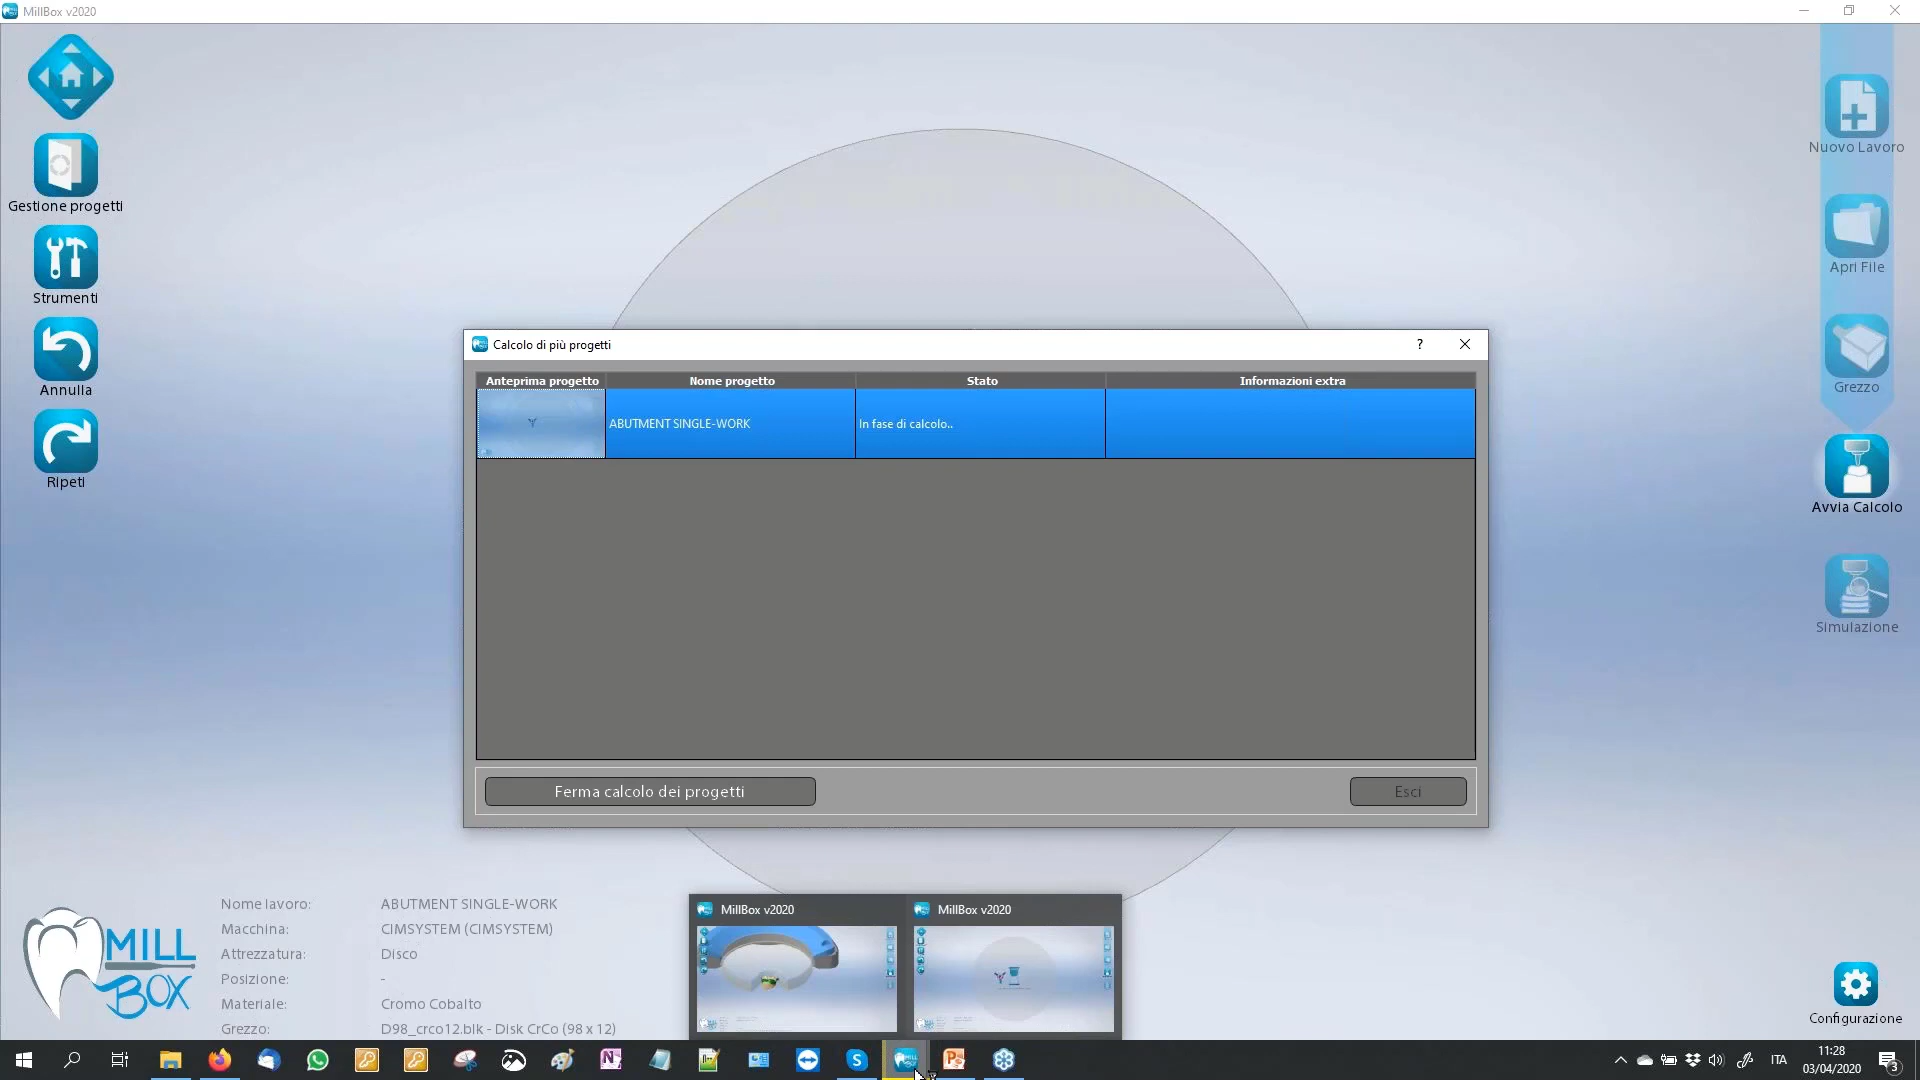 MillBox v2020
Gestione progetti
Strumenti
Annulla
Ripeti
Nuovo Lavoro
Apri File
Grezzo
Avvia Calcolo
Simulazione
Configurazione
Calcolo di più progetti
?
Anteprima progetto Nome progetto Stato Informazioni extra
ABUTMENT SINGLE-WORK In fase di calcolo..
Ferma calcolo dei progetti Esci
MILL
BOX
Nome lavoro: ABUTMENT SINGLE-WORK
Macchina: CIMSYSTEM (CIMSYSTEM)
Attrezzatura: Disco
Posizione: -
Materiale: Cromo Cobalto
Grezzo: D98_crco12.blk - Disk CrCo (98 x 12)
MillBox v2020 MillBox v2020
ITA
11:28
03/04/2020
3